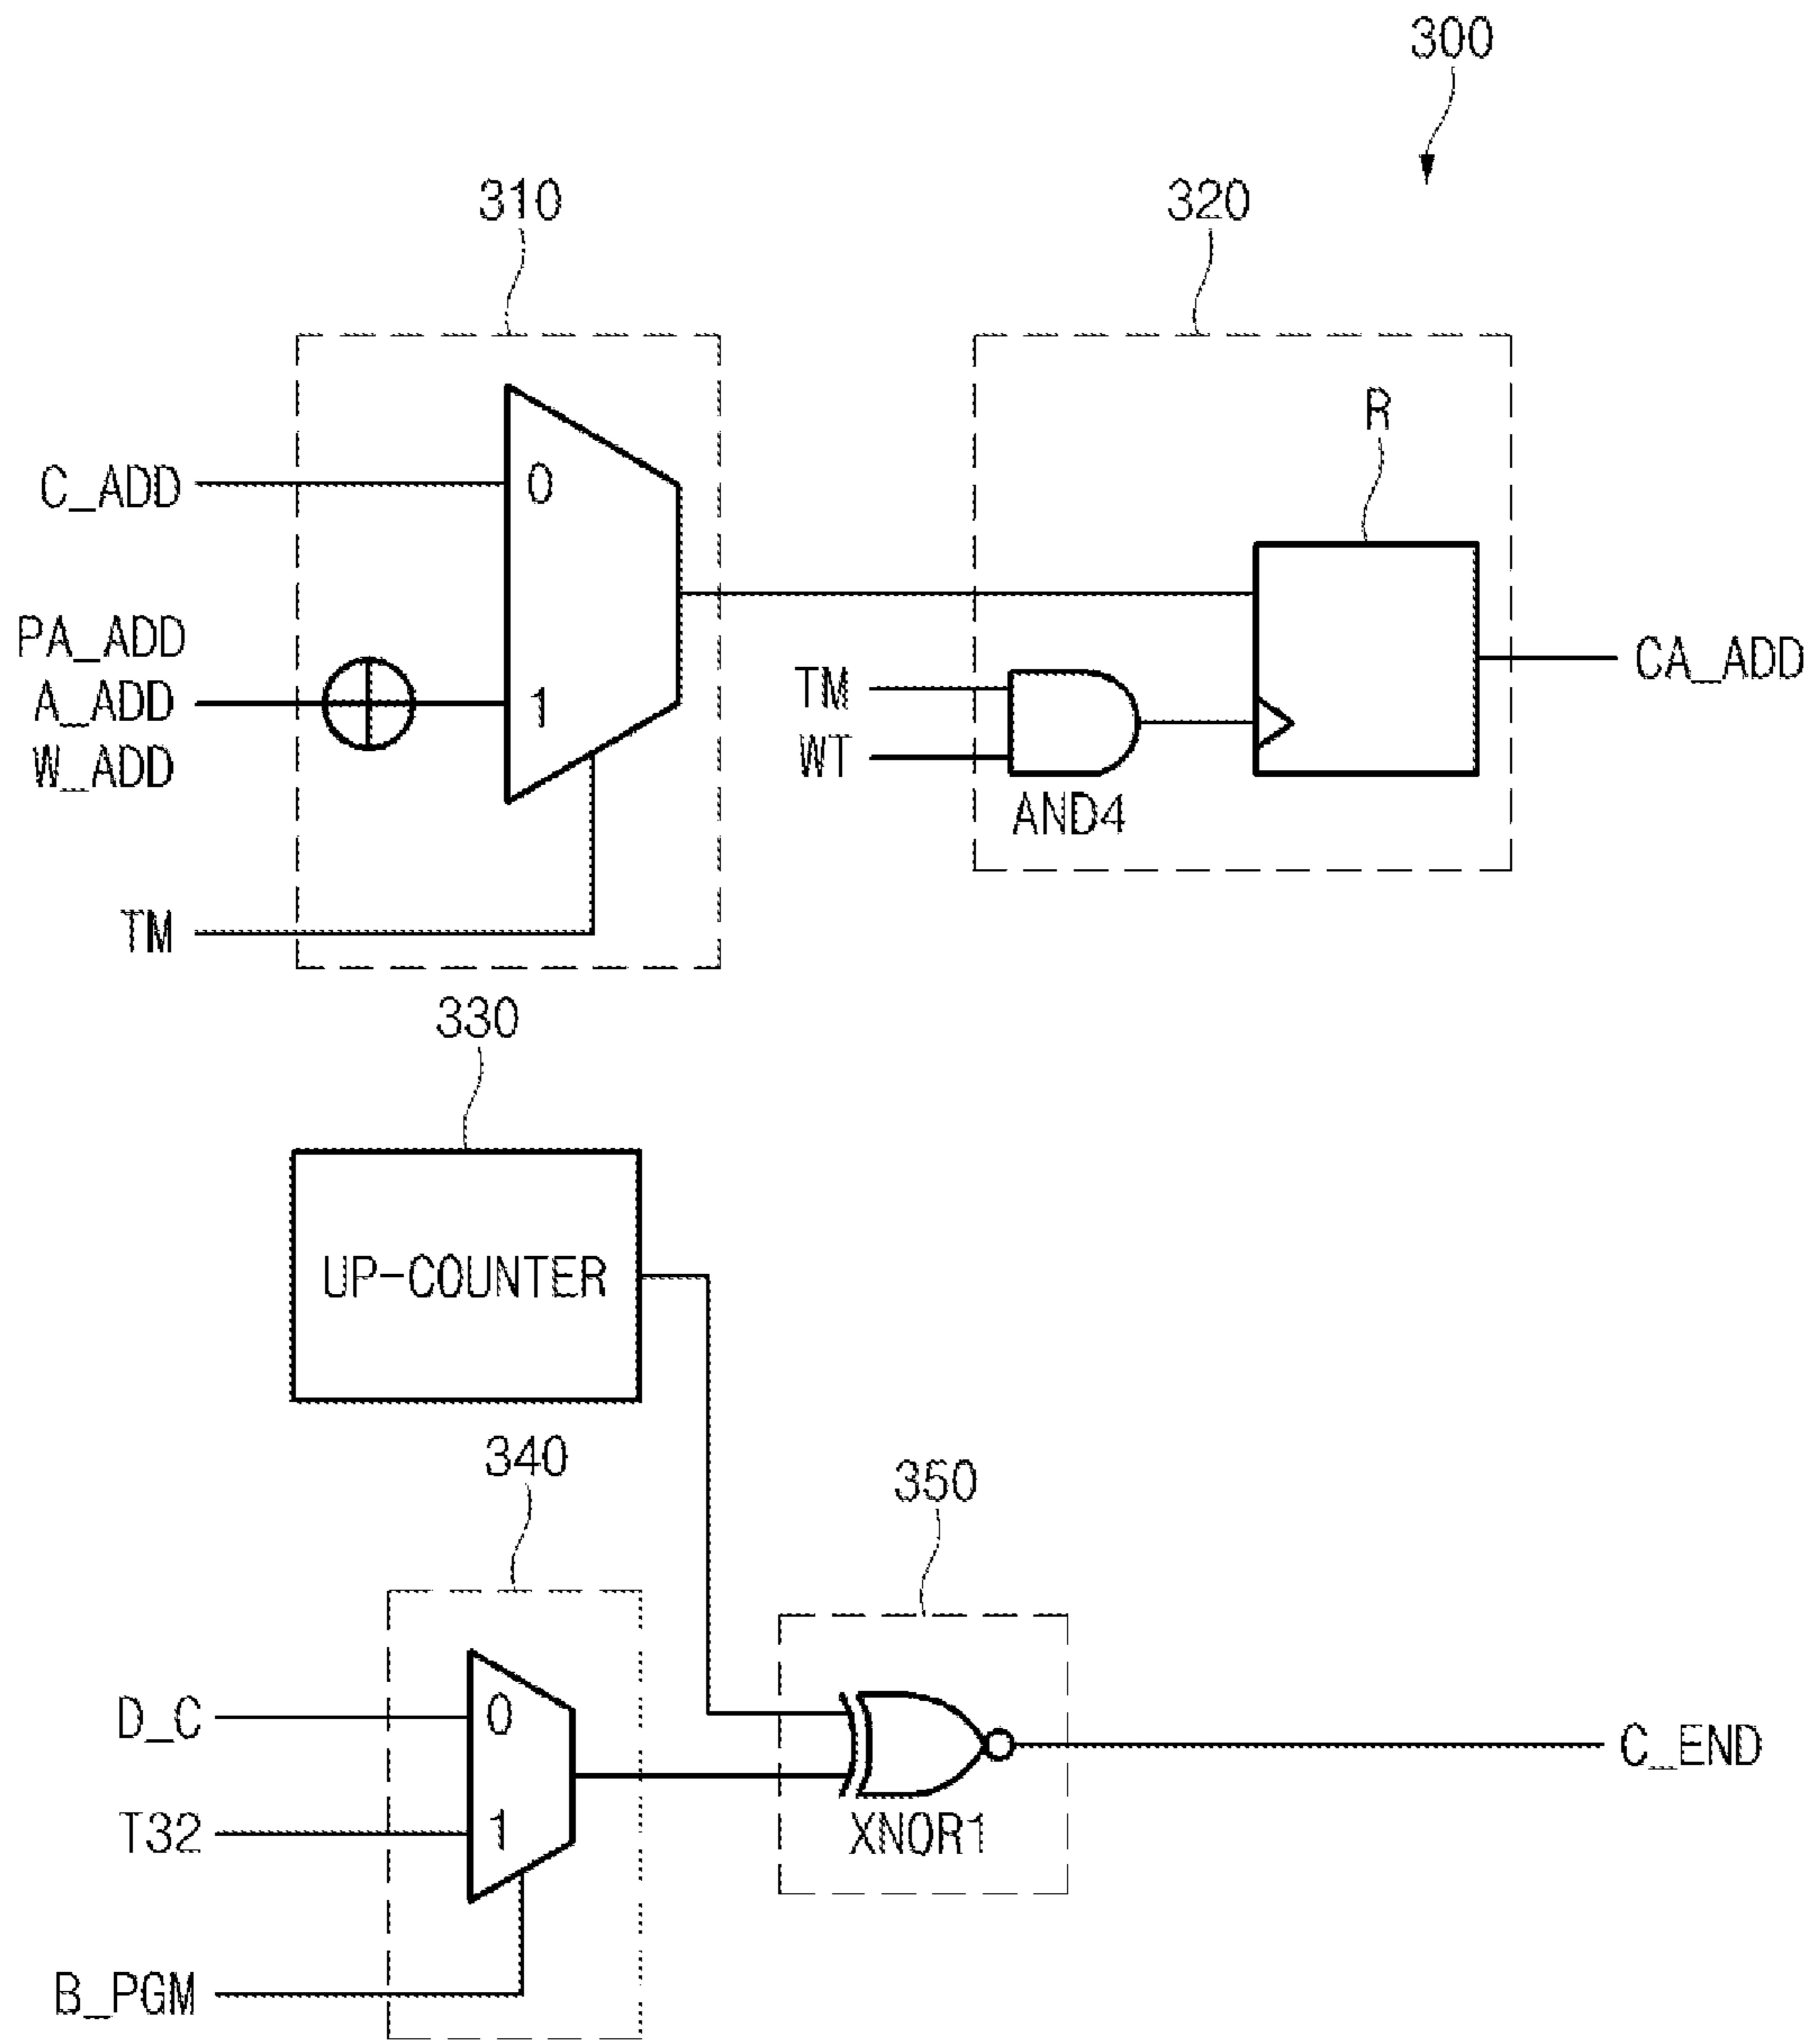 300
310
320
R
C_ADD
0
PA_ADD
A_ADD
W_ADD
1
TM
WT
CA_ADD
AND4
TM
330
UP-COUNTER
340
350
D_C
0
T32
1
C_END
XNOR1
B_PGM